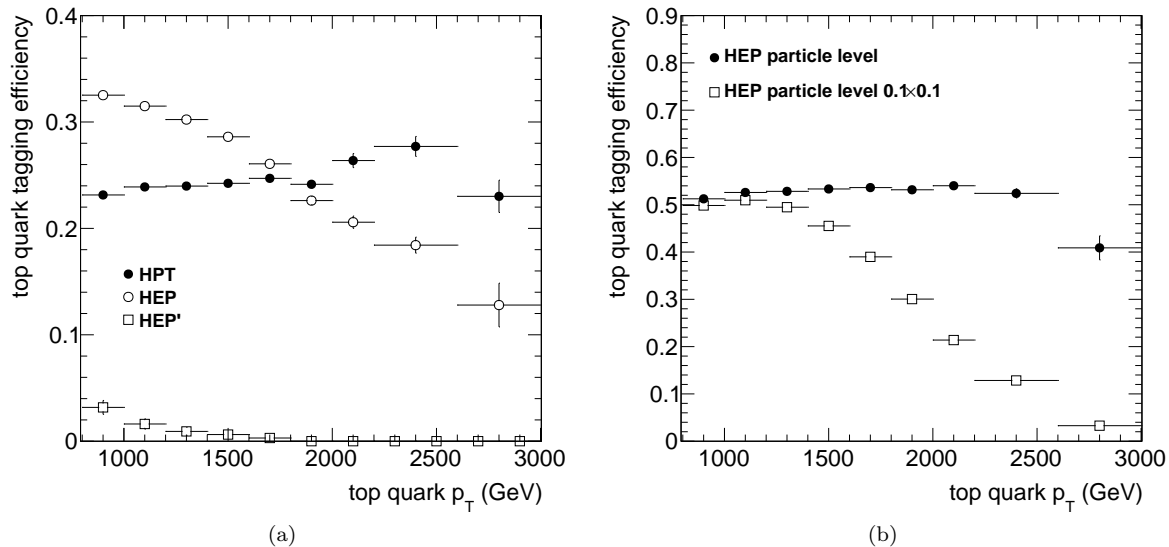 top quark tagging efficiency
0.4
0.3
0.2
0.1
0
HPT
HEP
HEP'
1000 1500 2000 2500 3000
top quark p_T (GeV)
(a)
top quark tagging efficiency
0.9
0.8
0.7
0.6
0.5
0.4
0.3
0.2
0.1
0
HEP particle level
HEP particle level 0.1×0.1
1000 1500 2000 2500 3000
top quark p_T (GeV)
(b)